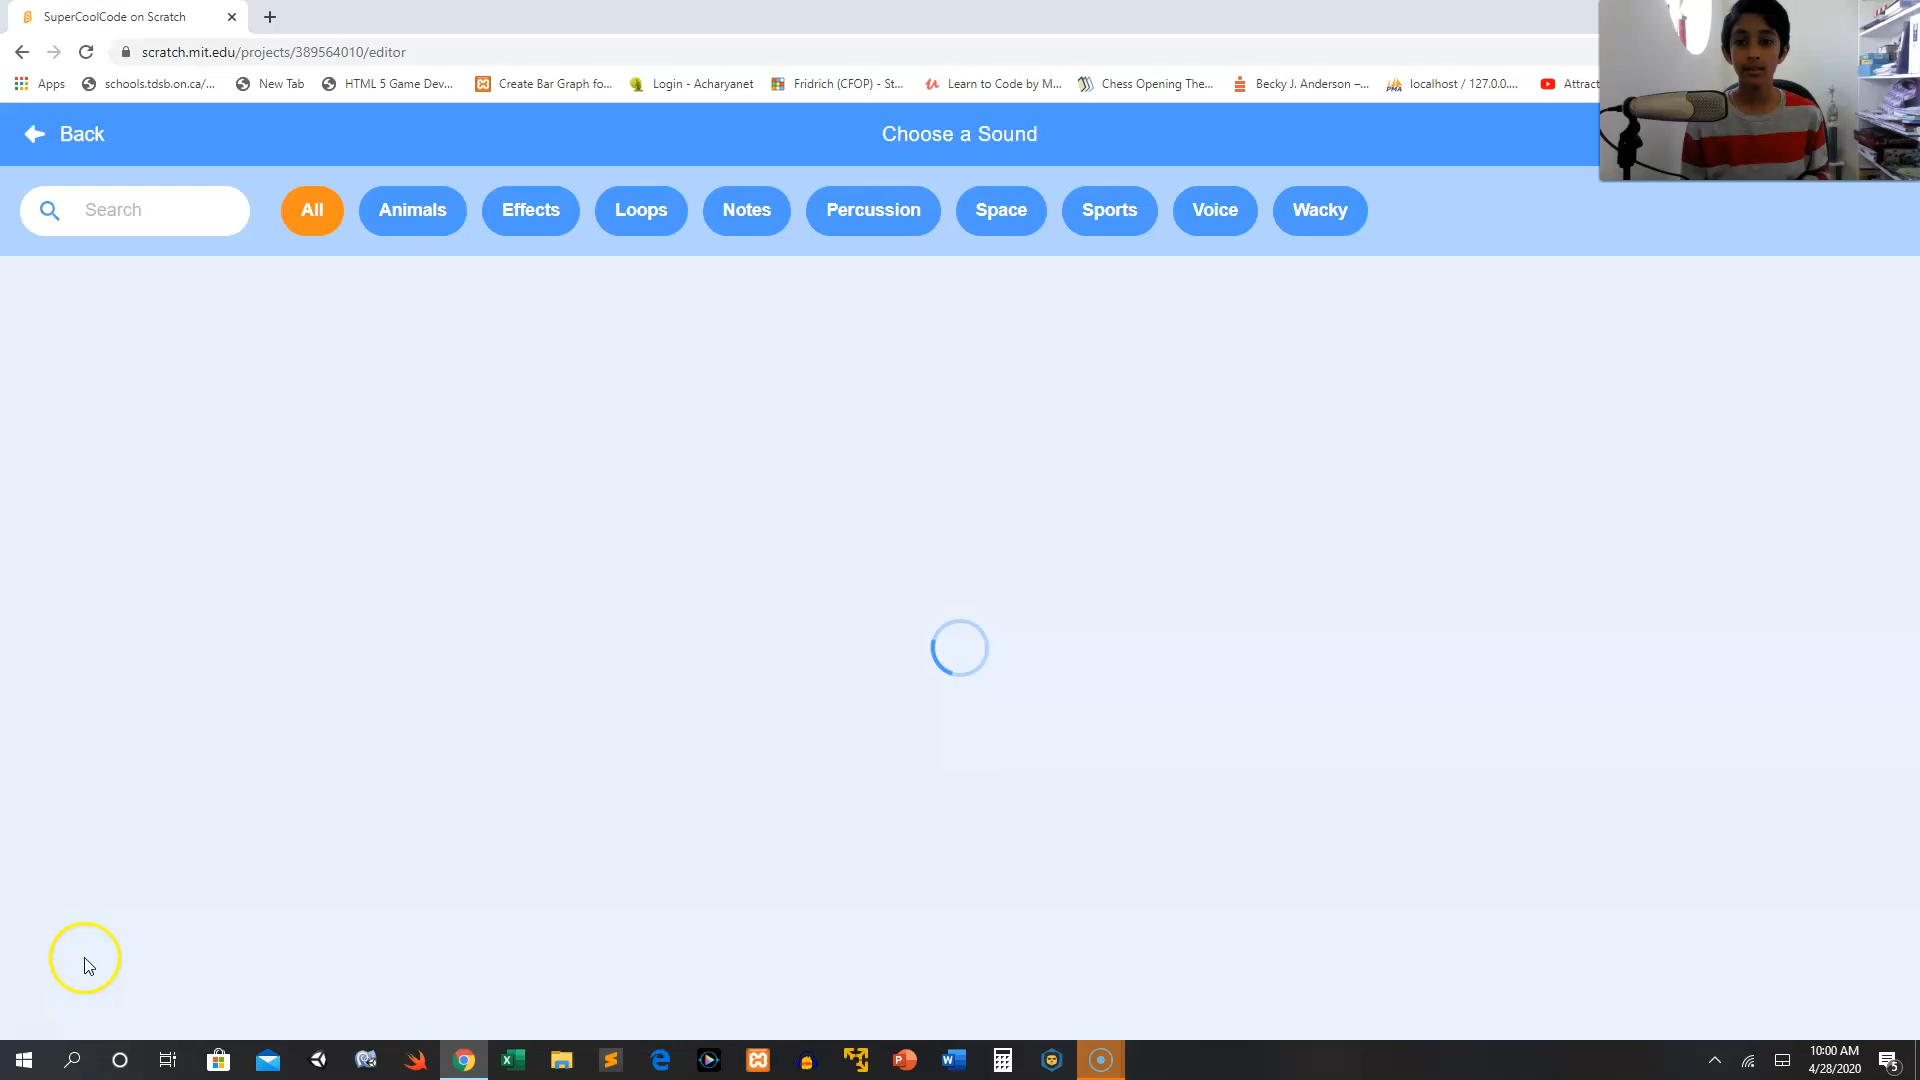 SuperCoolCode on Scratch
scratch.mit.edu/projects/389564010/editor
Apps schools.tdsb.on.ca/... New Tab HTML 5 Game Dev... Create Bar Graph fo... Login - Acharyanet Fridrich (CFOP) - St... Learn to Code by M... Chess Opening The... Becky J. Anderson –... localhost / 127.0.0.... Attract
Back Choose a Sound
Search All Animals Effects Loops Notes Percussion Space Sports Voice Wacky
10:00 AM
4/28/2020
5